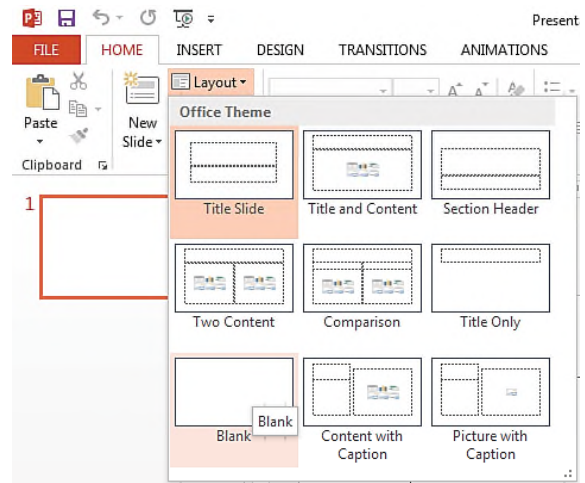 Present
FILE HOME INSERT DESIGN TRANSITIONS ANIMATIONS
Layout
Paste
New
Slide
Clipboard
Office Theme
1
Title Slide Title and Content Section Header
Two Content Comparison Title Only
Blank
Blank Content with Caption Picture with Caption